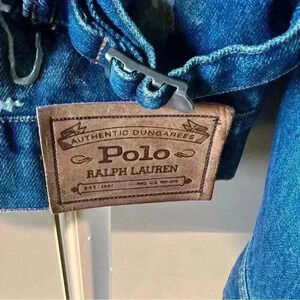 AUTHENTIC DUNGAREES
Polo
RALPH LAUREN
EST. 1967